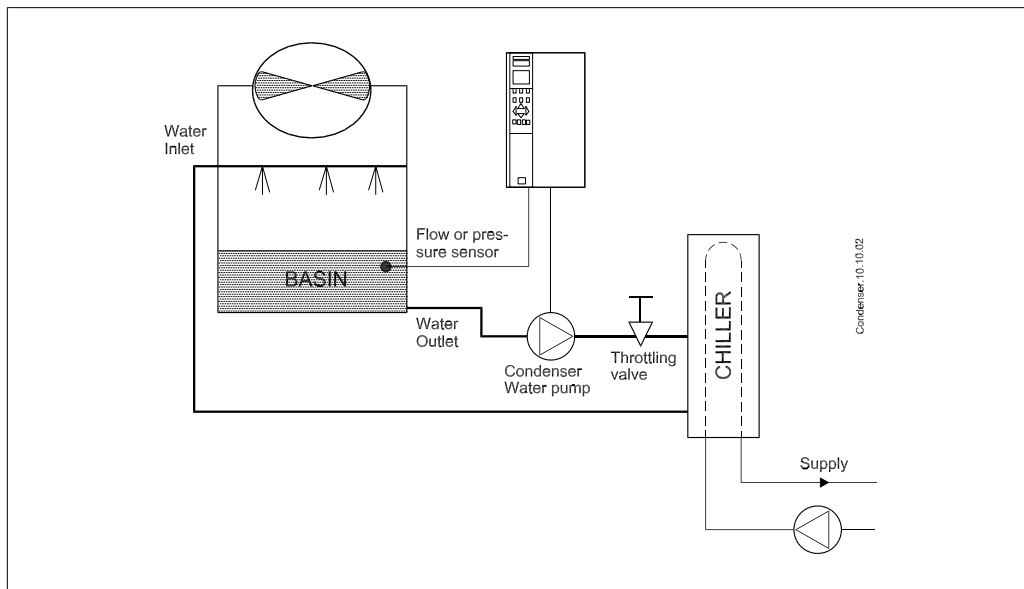 Water
Inlet
Flow or pres-
sure sensor
BASIN
Water
Outlet
Condenser
Water pump
Throttling
valve
CHILLER
Condenser.10.10.02
Supply